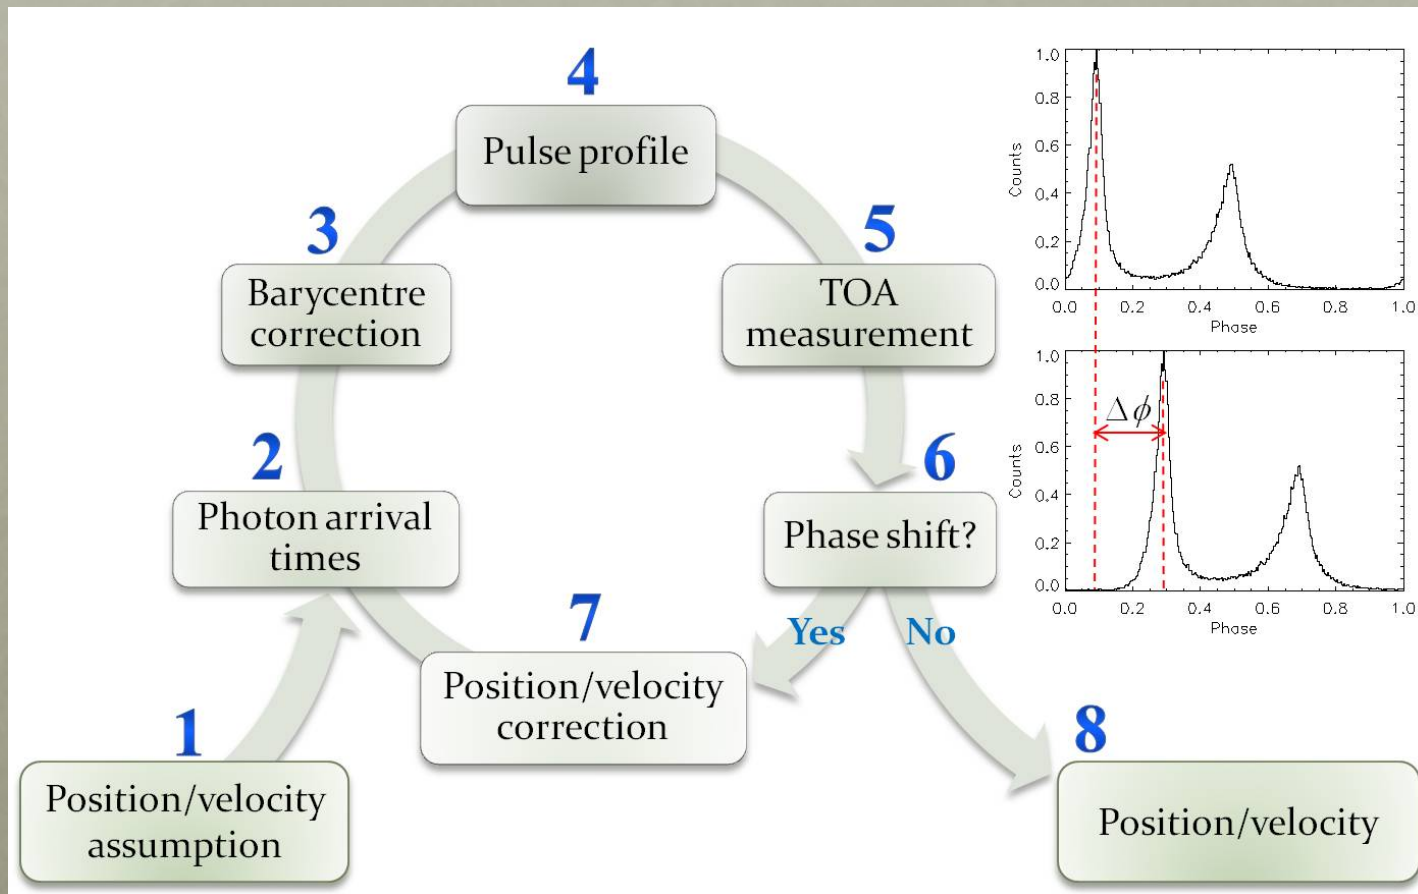 4
Pulse profile
3
Barycentre
correction
5
TOA
measurement
2
Photon arrival
times
6
Phase shift?
Yes
No
7
Position/velocity
correction
1
Position/velocity
assumption
8
Position/velocity
1.0
0.8
0.6
0.4
0.2
0.0
Counts
0.0 0.2 0.4 0.6 0.8 1.0
Phase
1.0
0.8
0.6
0.4
0.2
0.0
Counts
Δϕ
0.0 0.2 0.4 0.6 0.8 1.0
Phase